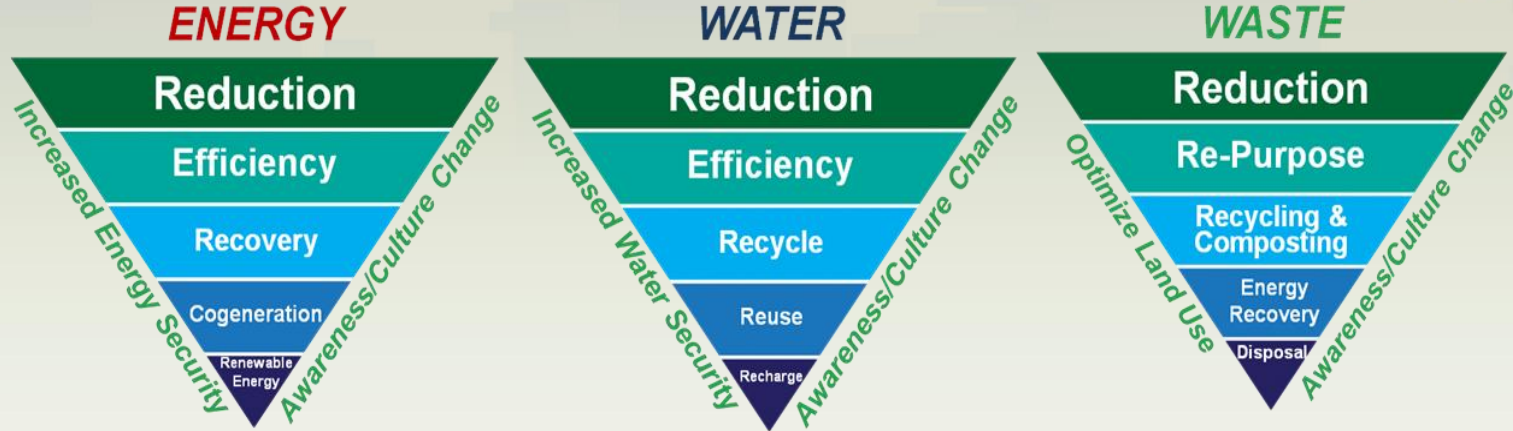 ENERGY
Reduction
Efficiency
Recovery
Cogeneration
Renewable
Energy
Increased Energy Security
Awareness/Culture Change
WATER
Reduction
Efficiency
Recycle
Reuse
Recharge
Increased Water Security
Awareness/Culture Change
WASTE
Reduction
Re-Purpose
Recycling &
Composting
Energy
Recovery
Disposal
Optimize Land Use
Awareness/Culture Change